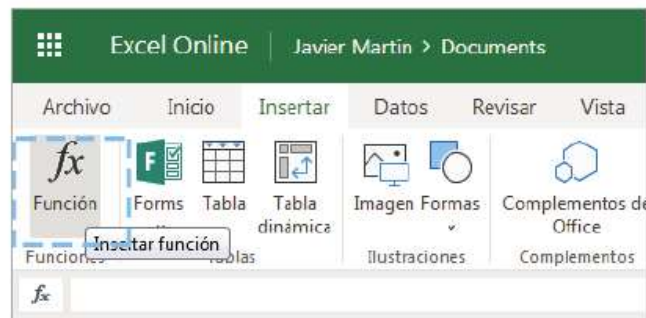 Excel Online Javier Martin > Documents
Archivo Inicio Insertar Datos Revisar Vista
fx
Función Forms Tabla Tabla dinámica Imagen Formas Complementos de Office
Insertar función
Funciones Tablas Ilustraciones Complementos
fx